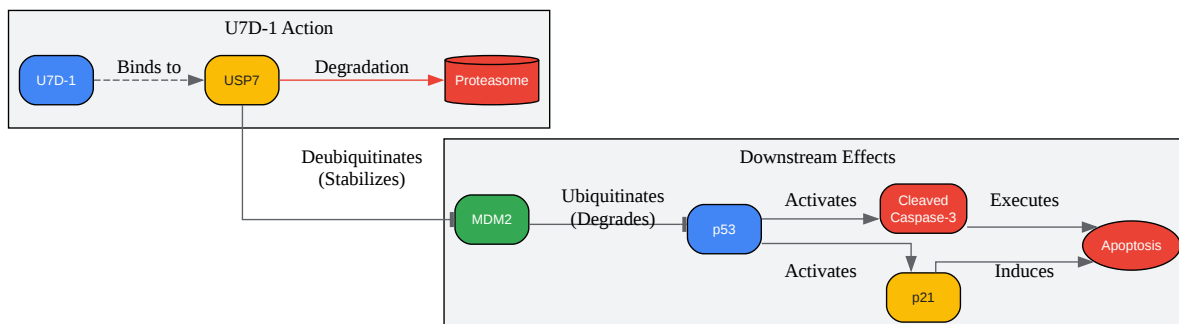 U7D-1 Action
U7D-1
Binds to
USP7
Degradation
Proteasome
Deubiquitinates
(Stabilizes)
Downstream Effects
MDM2
Ubiquitinates
(Degrades)
p53
Activates
Cleaved
Caspase-3
Executes
Apoptosis
Activates
p21
Induces